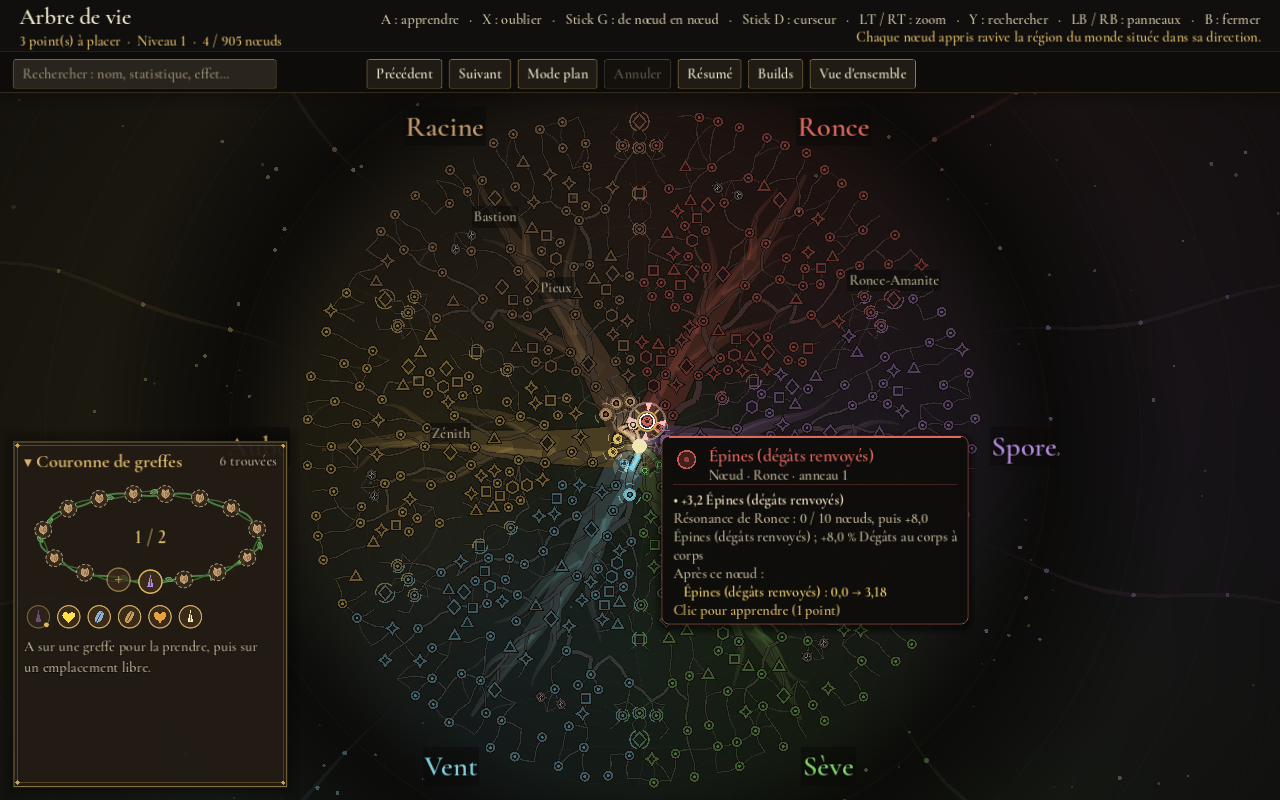 Arbre de vie
3 point(s) à placer · Niveau 1 · 4 / 905 nœuds
A : apprendre · X : oublier · Stick G : de nœud en nœud · Stick D : curseur · LT / RT : zoom · Y : rechercher · LB / RB : panneaux · B : fermer
Chaque nœud appris ravive la région du monde située dans sa direction.
Rechercher : nom, statistique, effet...
Précédent
Suivant
Mode plan
Annuler
Résumé
Builds
Vue d'ensemble
Racine
Ronce
Bastion
Pieux
Ronce-Amanite
Zénith
Spore
▾ Couronne de greffes
6 trouvées
1 / 2
A sur une greffe pour la prendre, puis sur
un emplacement libre.
Épines (dégâts renvoyés)
Nœud · Ronce · anneau 1
• +3,2 Épines (dégâts renvoyés)
Résonance de Ronce : 0 / 10 nœuds, puis +8,0
Épines (dégâts renvoyés) ; +8,0 % Dégâts au corps à
corps
Après ce nœud :
Épines (dégâts renvoyés) : 0,0 → 3,18
Clic pour apprendre (1 point)
Vent
Sève